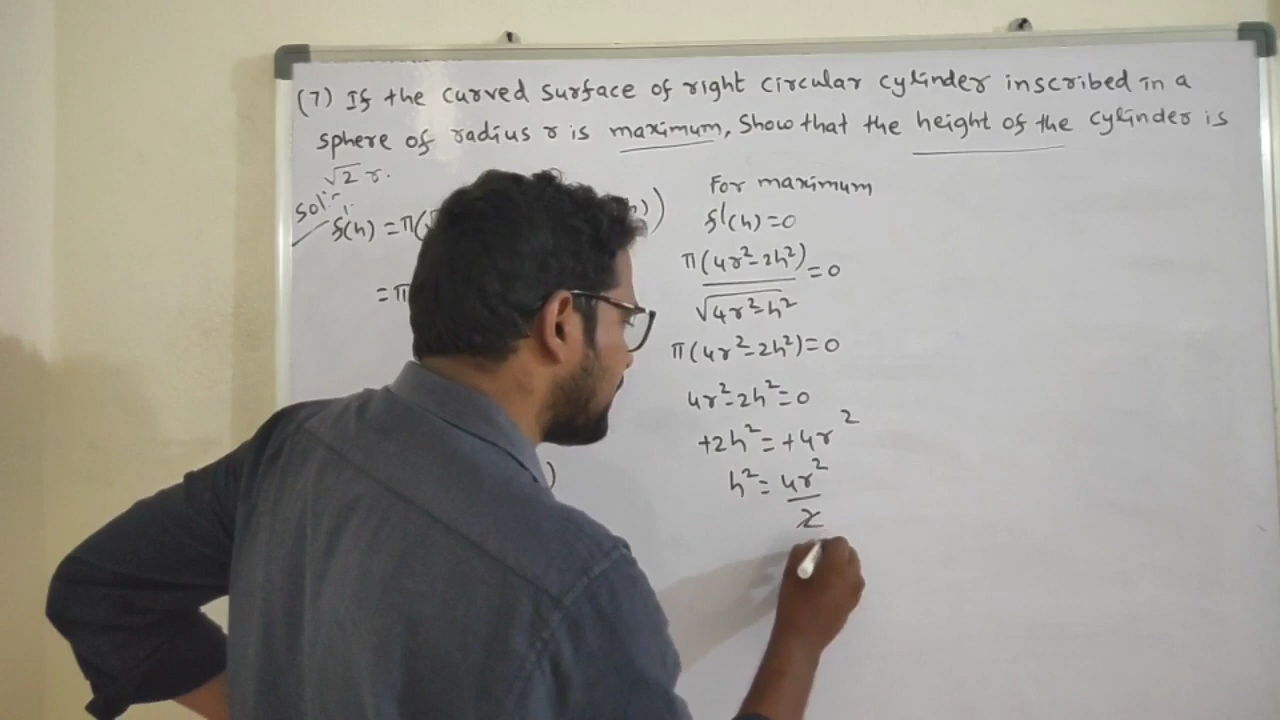 (7) If the curved surface of right circular cylinder inscribed in a
sphere of radius r is maximum, Show that the height of the cylinder is
√2 r.
Sol:-
f(h) = π(
= π
For maximum
f'(h) = 0
π(4r²-2h²) = 0
√4r²-h²
π(4r²-2h²) = 0
4r²-2h² = 0
+2h² = +4r²
h² = 4r²
2